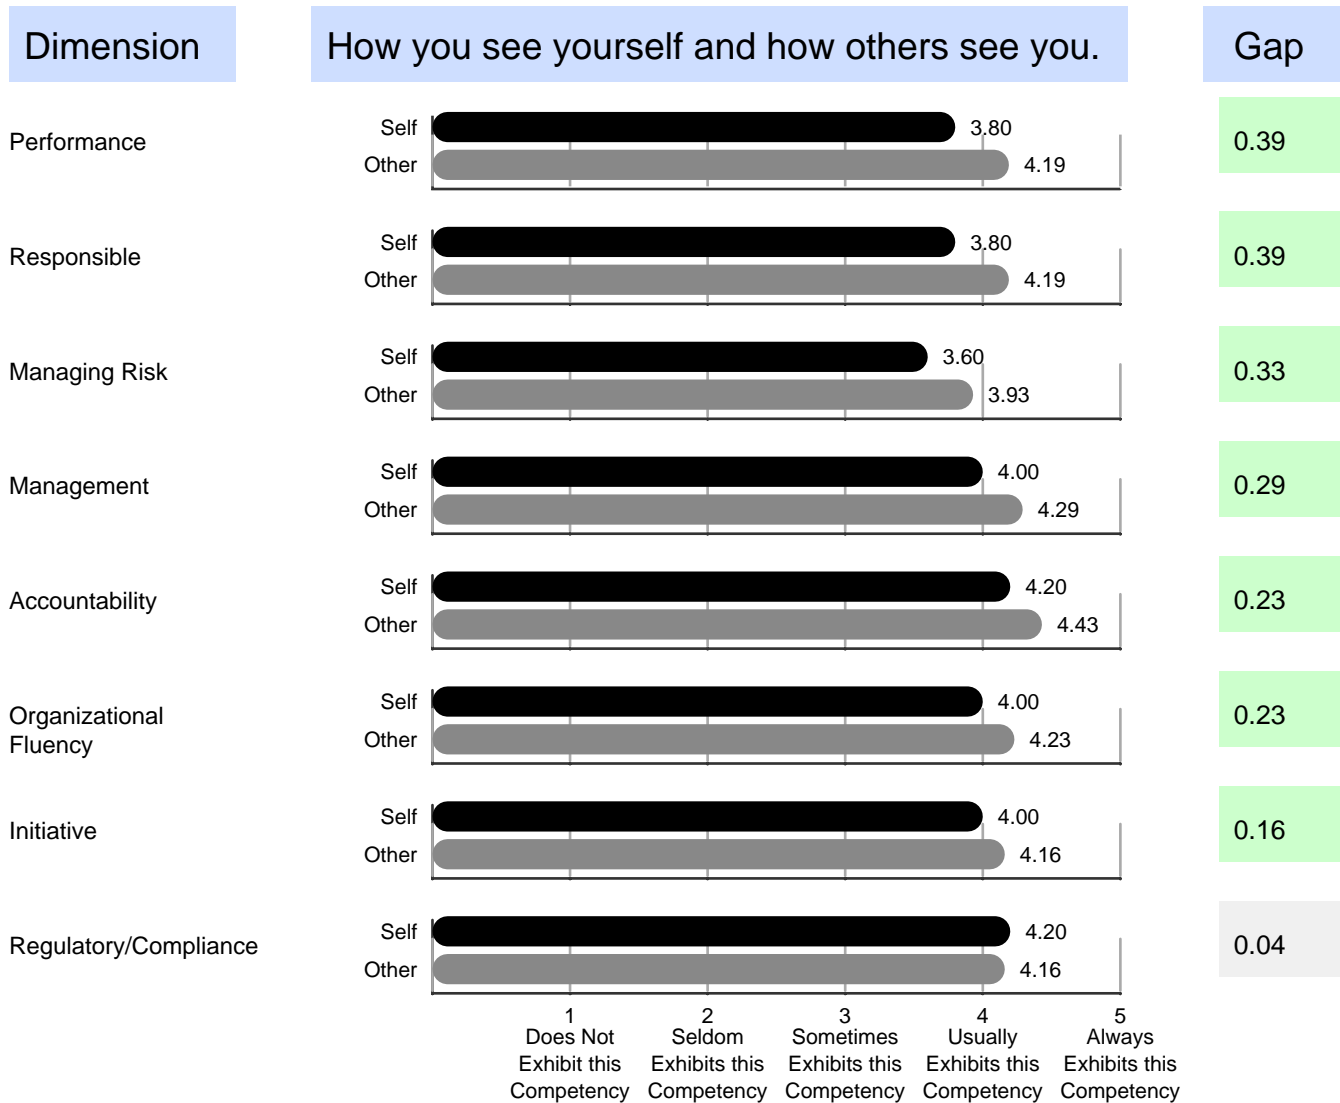 Dimension
How you see yourself and how others see you.
Gap
Performance
Self
3.80
Other
4.19
0.39
Responsible
Self
3.80
Other
4.19
0.39
Managing Risk
Self
3.60
Other
3.93
0.33
Management
Self
4.00
Other
4.29
0.29
Accountability
Self
4.20
Other
4.43
0.23
Organizational
Fluency
Self
4.00
Other
4.23
0.23
Initiative
Self
4.00
Other
4.16
0.16
Regulatory/Compliance
Self
4.20
Other
4.16
0.04
1
Does Not
Exhibit this
Competency
2
Seldom
Exhibits this
Competency
3
Sometimes
Exhibits this
Competency
4
Usually
Exhibits this
Competency
5
Always
Exhibits this
Competency